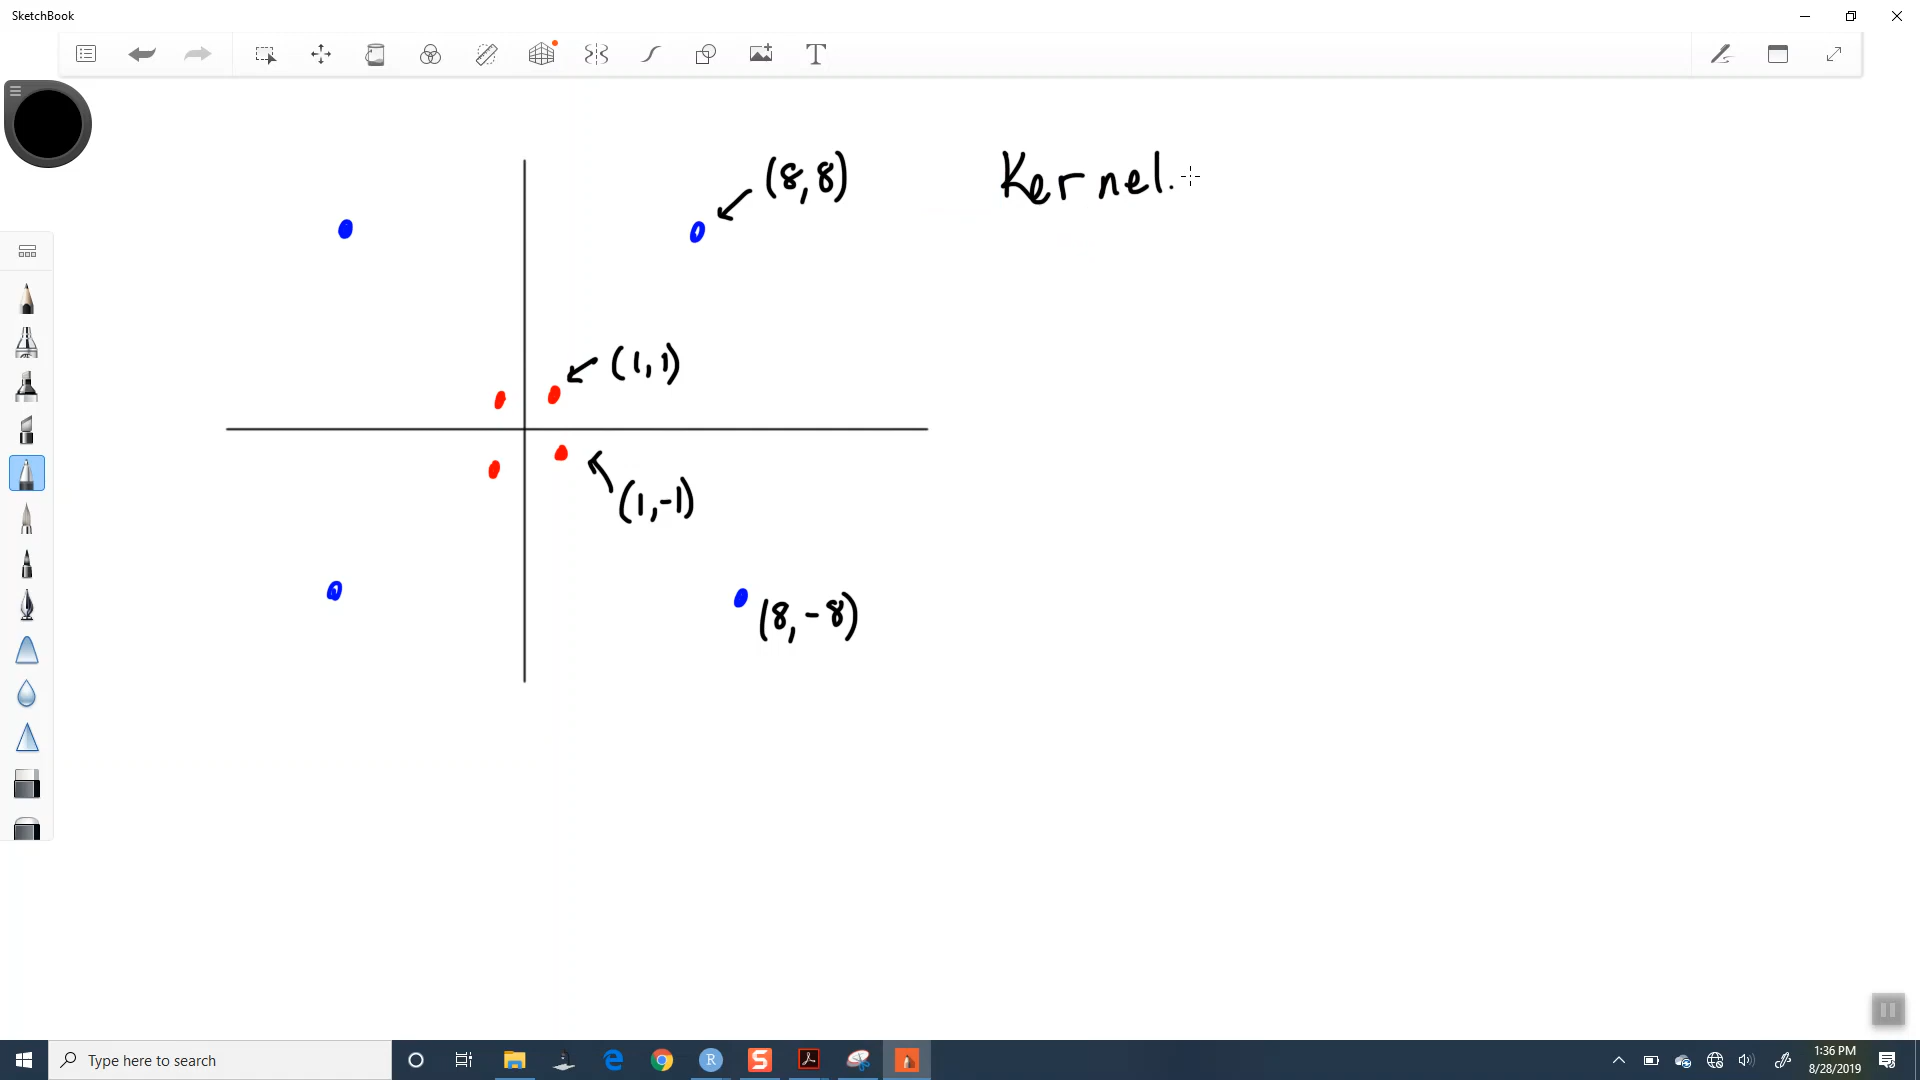 SketchBook
T
(8,8)
Kernel.
(1,1)
(1,-1)
(8,-8)
Type here to search
1:36 PM
8/28/2019